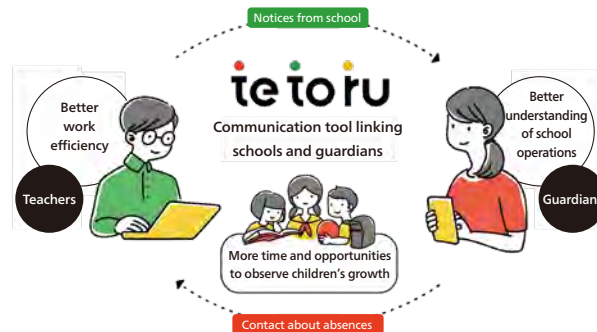 Notices from school
tetoru
Communication tool linking
schools and guardians
Better
work
efficiency
Teachers
Better
understanding
of school
operations
Guardian
More time and opportunities
to observe children's growth
Contact about absences